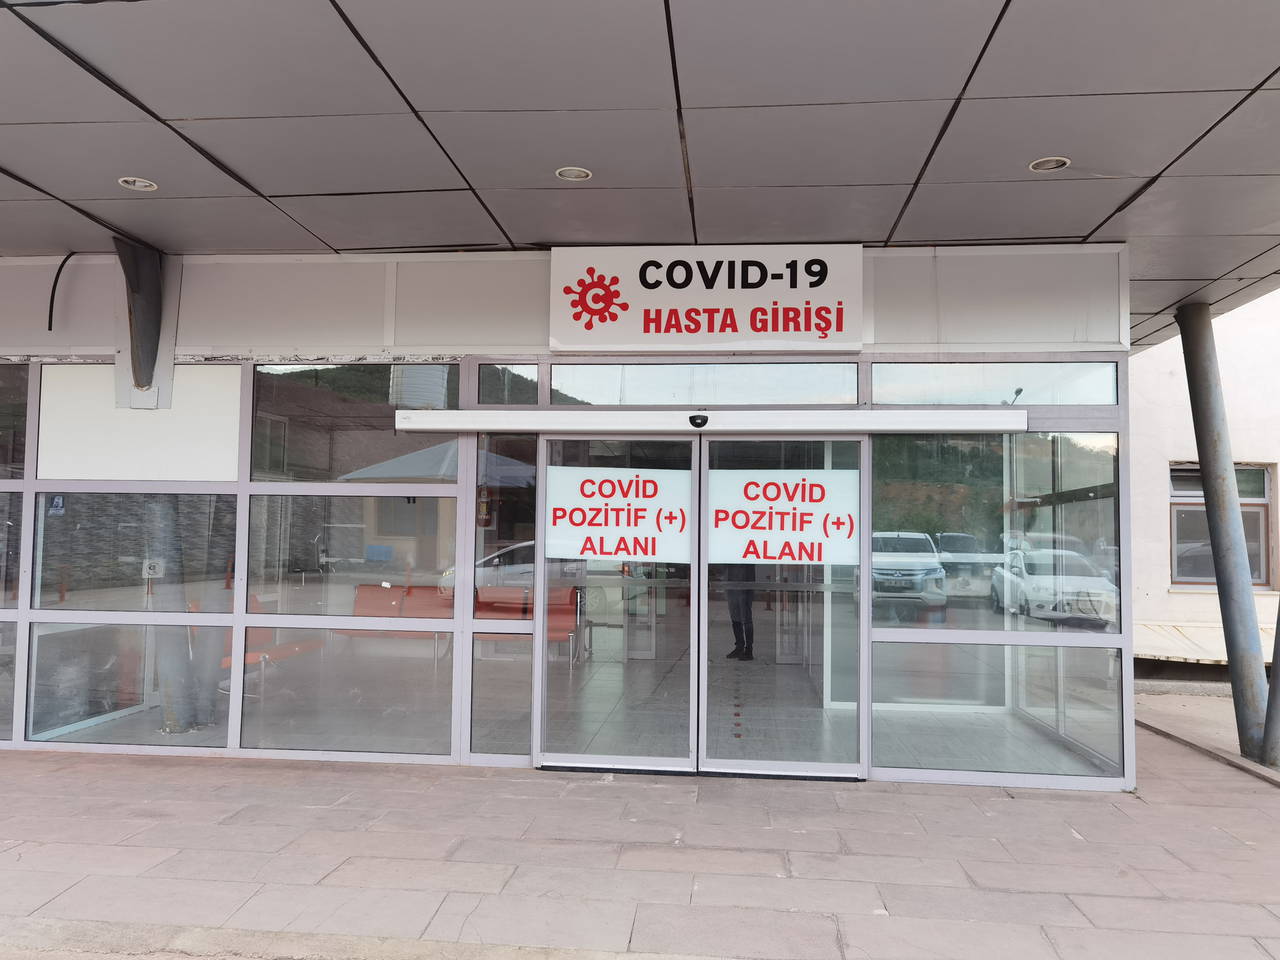 COVID-19
HASTA GİRİŞİ
COVİD
POZİTİF (+)
ALANI
COVİD
POZİTİF (+)
ALANI